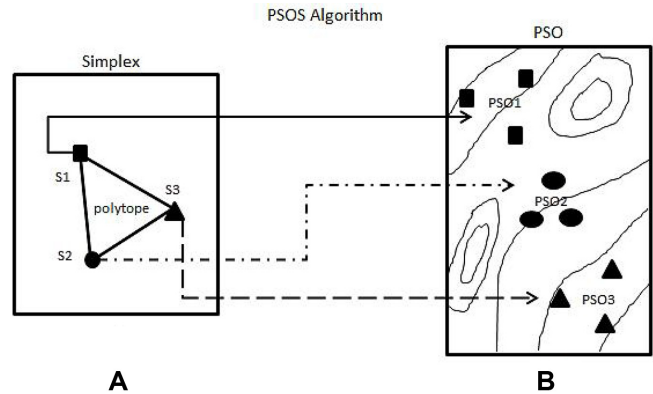 PSOS Algorithm
Simplex
PSO
PSO1
S1
S3
polytope
PSO2
S2
PSO3
A
B